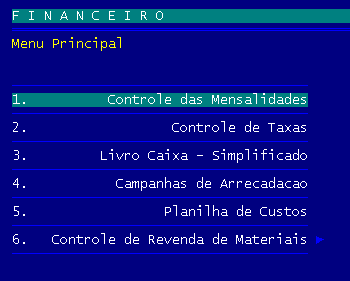 F I N A N C E I R O
Menu Principal
1. Controle das Mensalidades
2. Controle de Taxas
3. Livro Caixa - Simplificado
4. Campanhas de Arrecadacao
5. Planilha de Custos
6. Controle de Revenda de Materiais